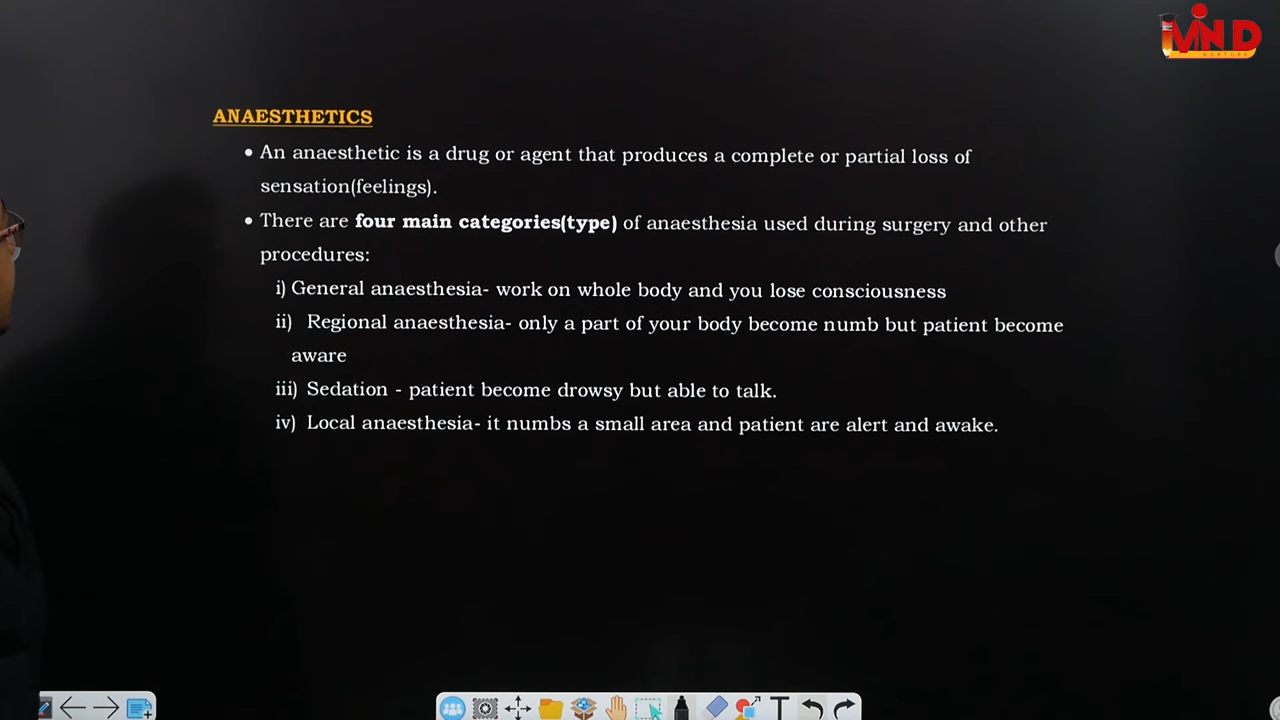 MIND
NURTURE
ANAESTHETICS
• An anaesthetic is a drug or agent that produces a complete or partial loss of
sensation(feelings).
• There are four main categories(type) of anaesthesia used during surgery and other
procedures:
i) General anaesthesia- work on whole body and you lose consciousness
ii) Regional anaesthesia- only a part of your body become numb but patient become
aware
iii) Sedation - patient become drowsy but able to talk.
iv) Local anaesthesia- it numbs a small area and patient are alert and awake.
T